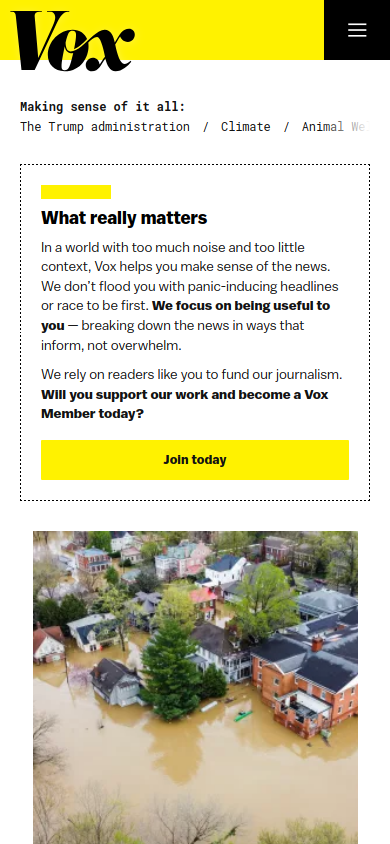 Vox
Making sense of it all:
The Trump administration / Climate / Animal We
What really matters
In a world with too much noise and too little
context, Vox helps you make sense of the news.
We don’t flood you with panic-inducing headlines
or race to be first. We focus on being useful to
you — breaking down the news in ways that
inform, not overwhelm.
We rely on readers like you to fund our journalism.
Will you support our work and become a Vox
Member today?
Join today